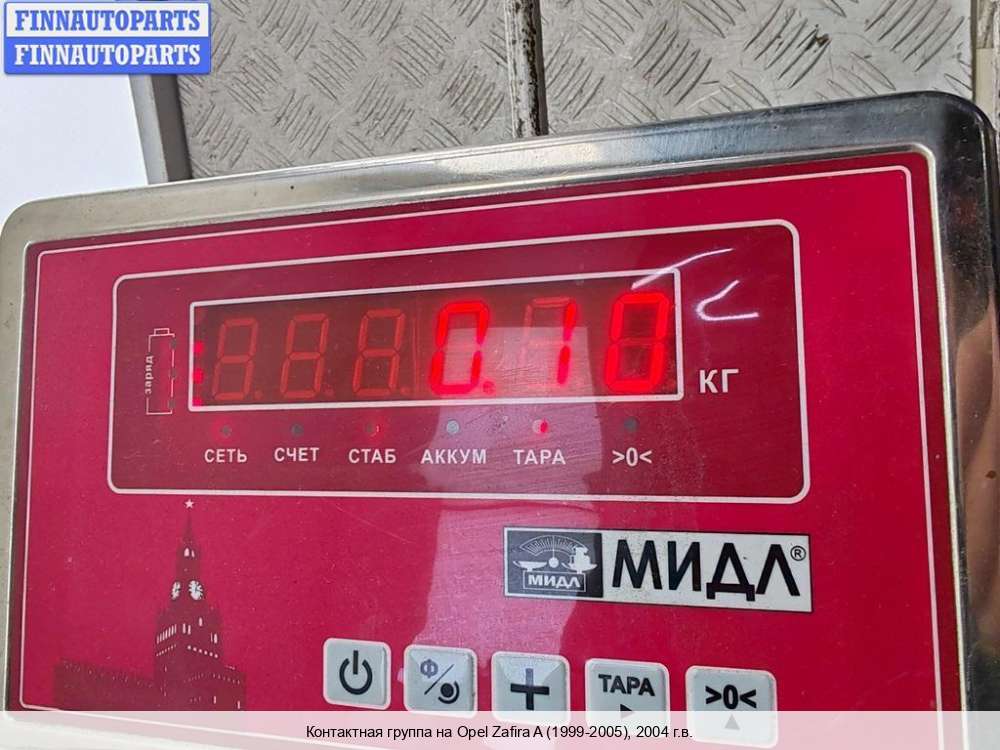 FINNAUTOPARTS
FINNAUTOPARTS
заряд
0.10
КГ
СЕТЬ СЧЕТ СТАБ АККУМ ТАРА >0<
МИДЛ МИДЛ®
Ф
ТАРА >0<
Контактная группа на Opel Zafira A (1999-2005), 2004 г.в.